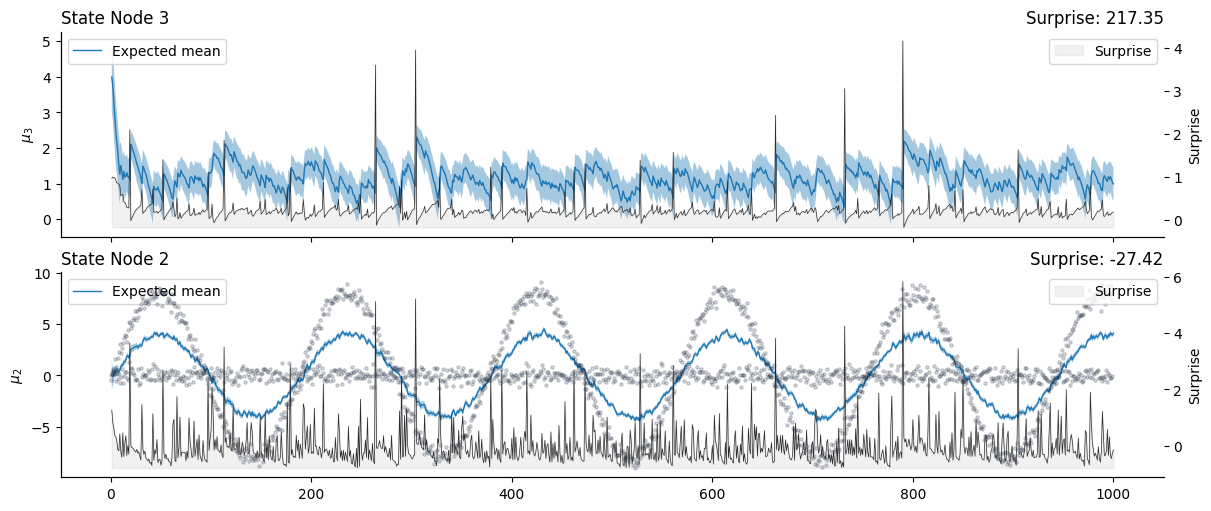 State Node 3
Surprise: 217.35
Expected mean
Surprise
μ3
5
4
3
2
1
0
4
3
2
1
0
Surprise
State Node 2
Surprise: -27.42
Expected mean
Surprise
μ2
10
5
0
−5
6
4
2
0
Surprise
0
200
400
600
800
1000